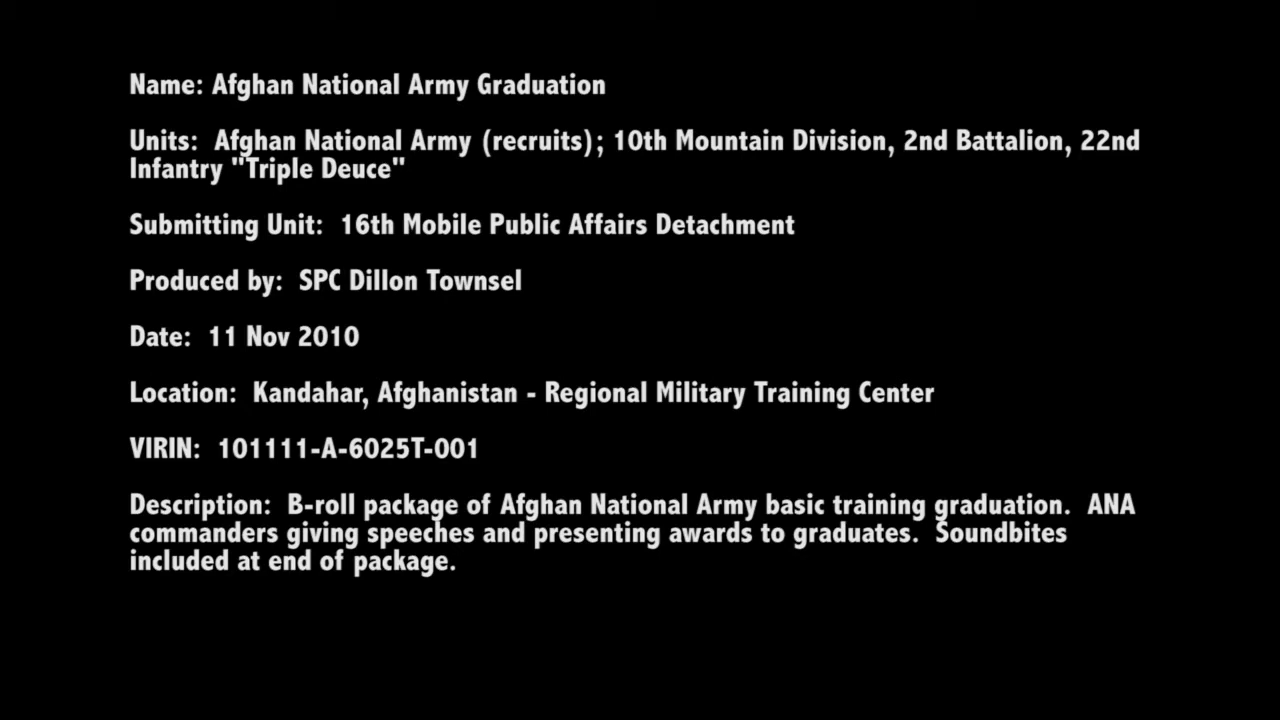 Name: Afghan National Army Graduation
Units:  Afghan National Army (recruits); 10th Mountain Division, 2nd Battalion, 22nd
Infantry "Triple Deuce"
Submitting Unit:  16th Mobile Public Affairs Detachment
Produced by:  SPC Dillon Townsel
Date:  11 Nov 2010
Location:  Kandahar, Afghanistan - Regional Military Training Center
VIRIN:  101111-A-6025T-001
Description:  B-roll package of Afghan National Army basic training graduation.  ANA
commanders giving speeches and presenting awards to graduates.  Soundbites
included at end of package.